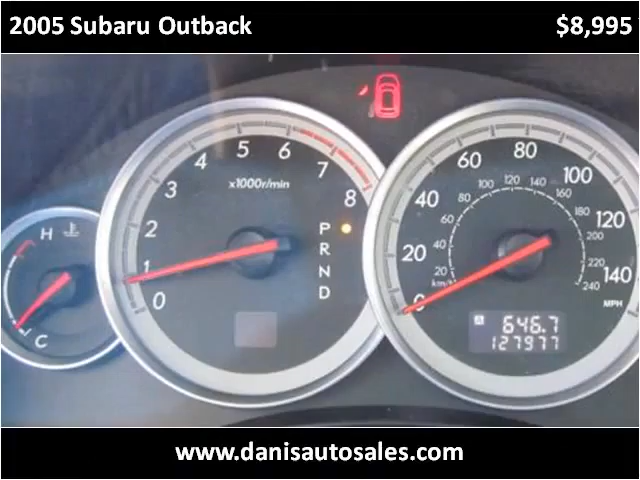 2005 Subaru Outback $8,995
H
C
0 1 2 3 4 5 6 7 8
x1000r/min
P
R
N
D
0 20 40 60 80 100 120 140
MPH
20 40 60 80 100 120 140 160 180 200 220 240
km/h
A 646.7
127977
www.danisautosales.com